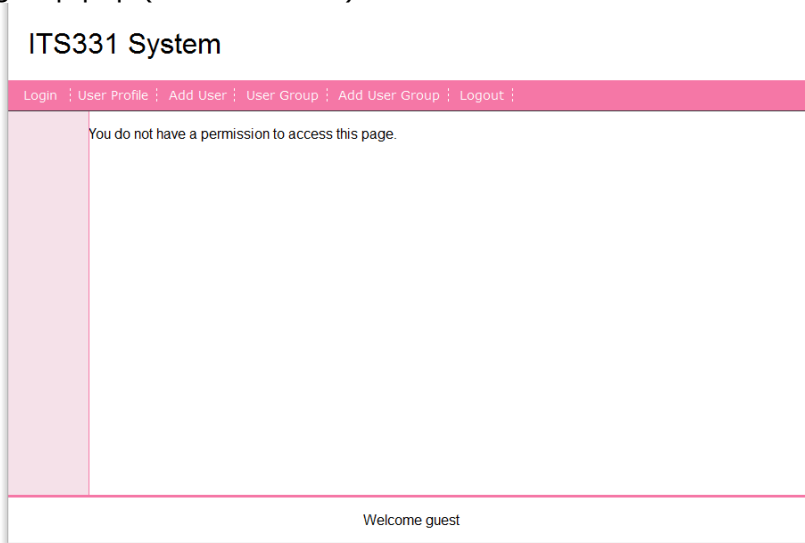 ITS331 System
Login User Profile Add User User Group Add User Group Logout
You do not have a permission to access this page.
Welcome guest